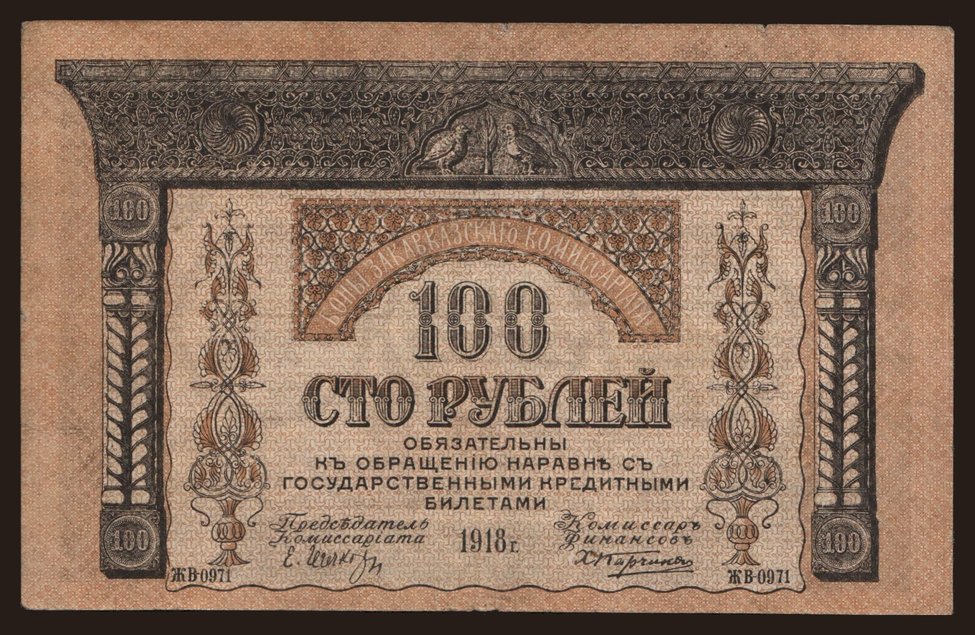 100 100
БОНЪ ЗАКАВКАЗСКАГО КОМИССАРІАТА
100
СТО РУБЛЕЙ
ОБЯЗАТЕЛЬНЫ
КЪ ОБРАЩЕНІЮ НАРАВНѢ СЪ
ГОСУДАРСТВЕННЫМИ КРЕДИТНЫМИ
БИЛЕТАМИ
Предсѣдатель
Комиссаріата
1918 г.
Комиссаръ
Финансовъ
100 100
ЖВ-0971 ЖВ-0971